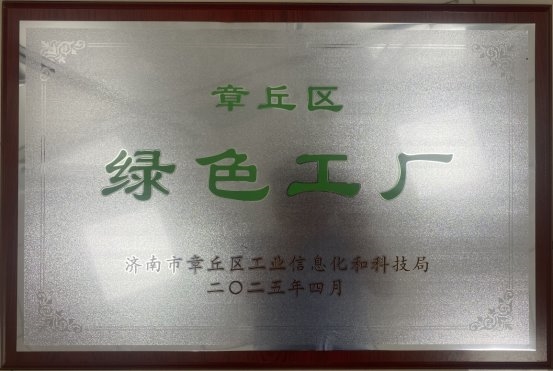 章丘区
绿色工厂
济南市章丘区工业信息化和科技局
二〇二五年四月